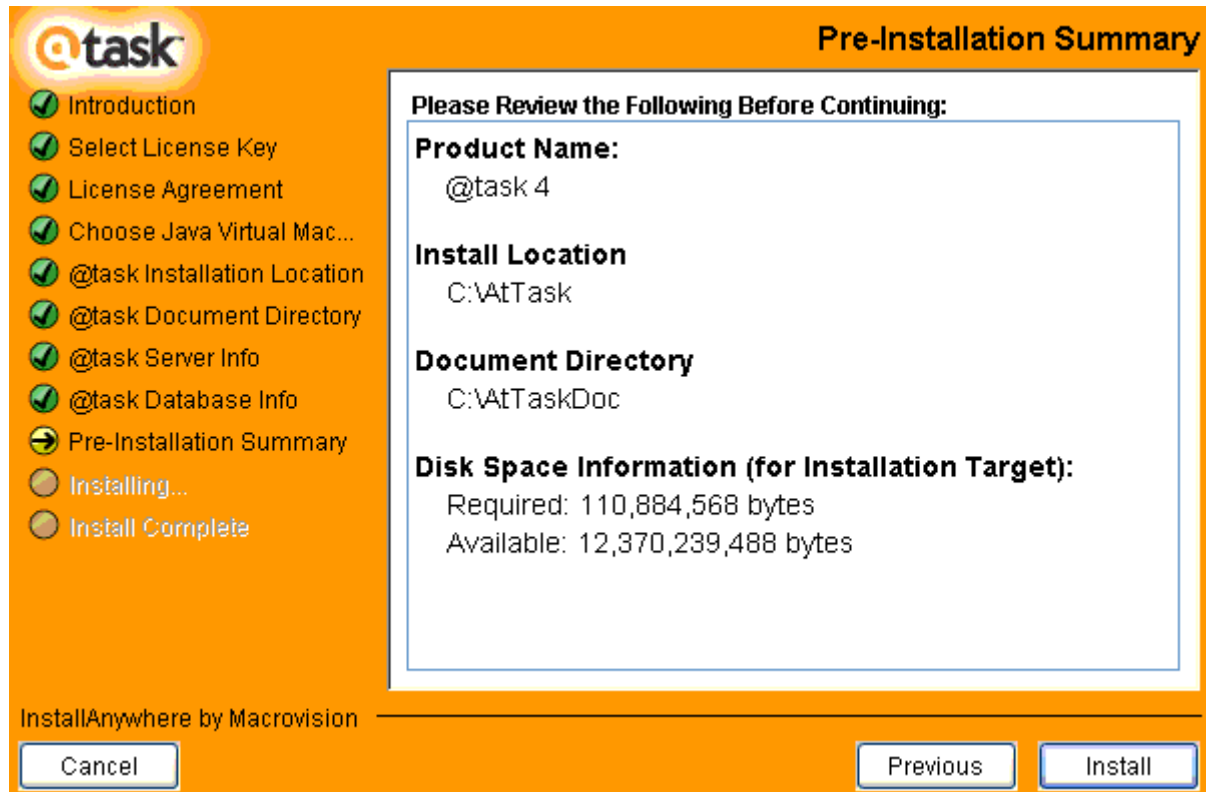 @task
Pre-Installation Summary
Introduction
Select License Key
License Agreement
Choose Java Virtual Mac...
@task Installation Location
@task Document Directory
@task Server Info
@task Database Info
Pre-Installation Summary
Installing...
Install Complete
Please Review the Following Before Continuing:
Product Name:
@task 4
Install Location
C:\AtTask
Document Directory
C:\AtTaskDoc
Disk Space Information (for Installation Target):
Required: 110,884,568 bytes
Available: 12,370,239,488 bytes
InstallAnywhere by Macrovision
Cancel
Previous
Install